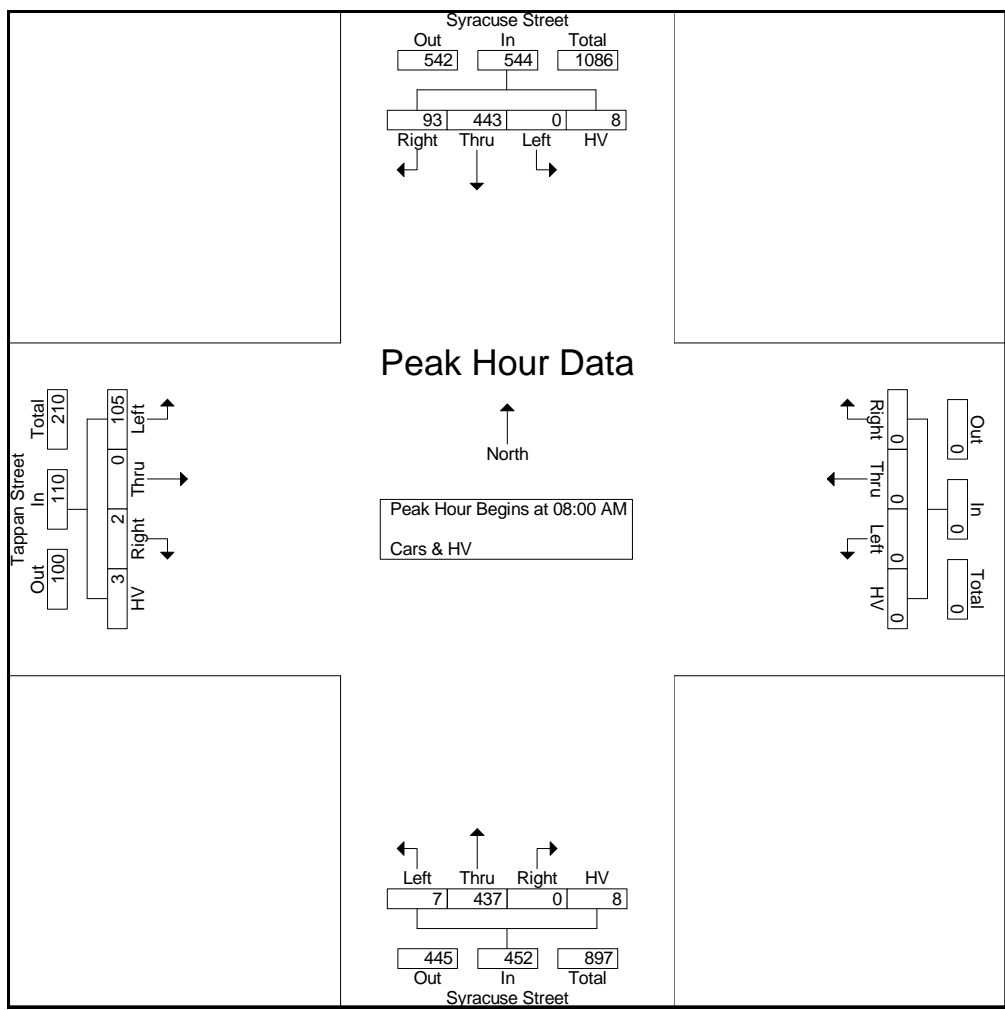 Syracuse Street
Out In Total
542 544 1086
93 443 0 8
Right Thru Left HV
Peak Hour Data
North
Peak Hour Begins at 08:00 AM
Cars & HV
Tappan Street
Out In Total
100 110 210
3 2 0 105
HV Right Thru Left
Out In Total
0 0 0
Right Thru Left HV
0 0 0 0
Left Thru Right HV
7 437 0 8
445 452 897
Out In Total
Syracuse Street